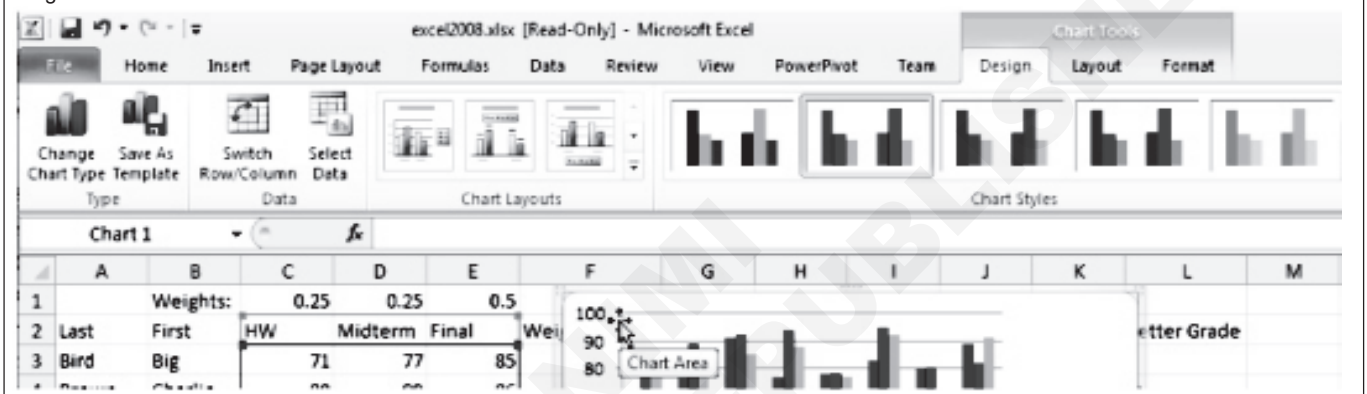 excel2008.xlsx [Read-Only] - Microsoft Excel
Chart Tools
File Home Insert Page Layout Formulas Data Review View PowerPivot Team Design Layout Format
Change Chart Type
Save As Template
Switch Row/Column
Select Data
Type Data Chart Layouts Chart Styles
Chart 1 fx
A B C D E F G H I J K L M
1 Weights: 0.25 0.25 0.5
100
2 Last First HW Midterm Final Wei etter Grade
90
3 Bird Big 71 77 85
80 Chart Area